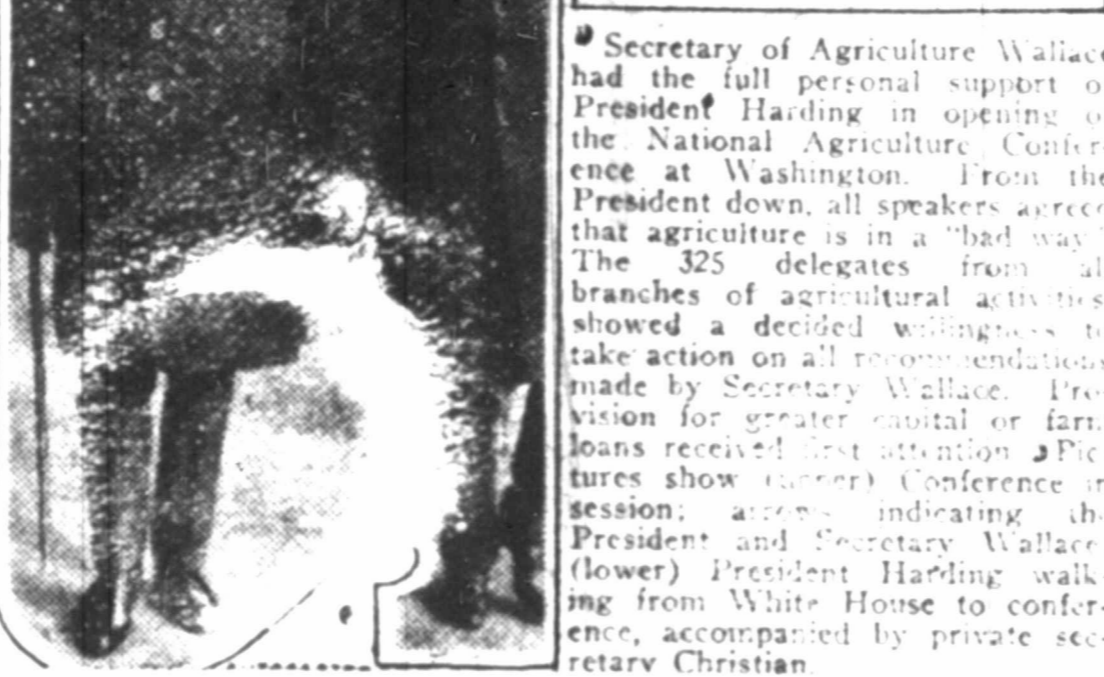 Secretary of Agriculture Wallace
had the full personal support o
President Harding in opening o
the National Agriculture Confer-
ence at Washington. From the
President down, all speakers agreed
that agriculture is in a "bad way"
The 325 delegates from al
branches of agricultural activities
showed a decided willingness to
take action on all recommendations
made by Secretary Wallace. Pro-
vision for greater capital or farm
loans received first attention Pic-
tures show (upper) Conference in
session; arrows indicating th
President and Secretary Wallace
(lower) President Harding walk-
ing from White House to confer-
ence, accompanied by private sec-
retary Christian.